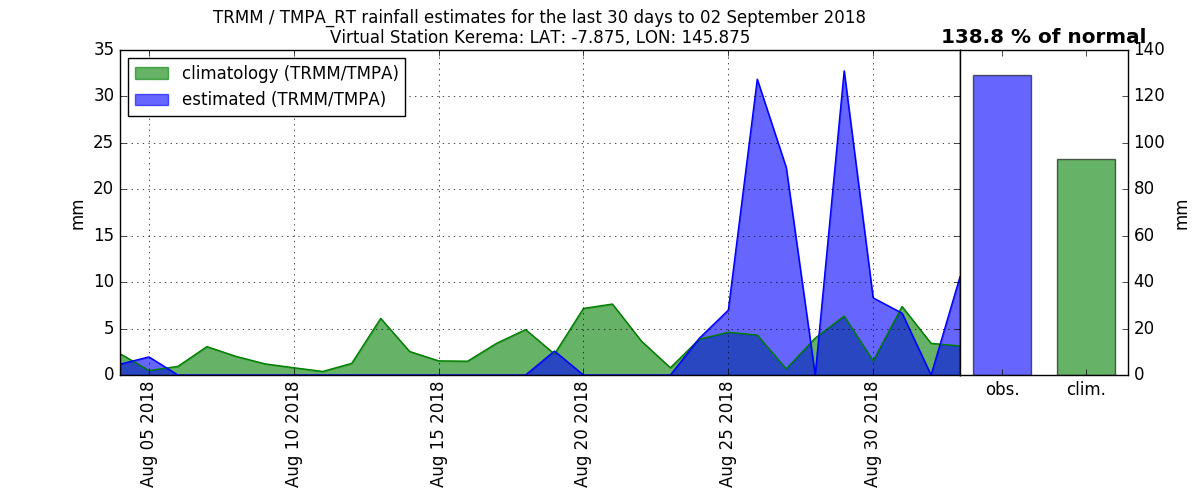 TRMM / TMPA_RT rainfall estimates for the last 30 days to 02 September 2018
Virtual Station Kerema: LAT: -7.875, LON: 145.875
138.8 % of normal
climatology (TRMM/TMPA)
estimated (TRMM/TMPA)
35
30
25
20
15
10
5
0
mm
Aug 05 2018
Aug 10 2018
Aug 15 2018
Aug 20 2018
Aug 25 2018
Aug 30 2018
obs.
clim.
140
120
100
80
60
40
20
0
mm